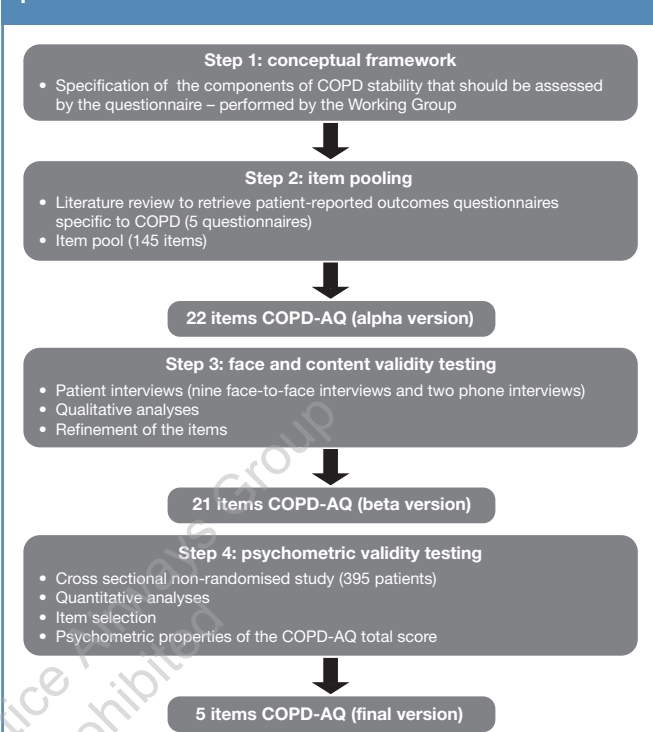 Step 1: conceptual framework
• Specification of the components of COPD stability that should be assessed
by the questionnaire – performed by the Working Group
Step 2: item pooling
• Literature review to retrieve patient-reported outcomes questionnaires
specific to COPD (5 questionnaires)
• Item pool (145 items)
22 items COPD-AQ (alpha version)
Step 3: face and content validity testing
• Patient interviews (nine face-to-face interviews and two phone interviews)
• Qualitative analyses
• Refinement of the items
21 items COPD-AQ (beta version)
Step 4: psychometric validity testing
• Cross sectional non-randomised study (395 patients)
• Quantitative analyses
• Item selection
• Psychometric properties of the COPD-AQ total score
5 items COPD-AQ (final version)
Airways Group